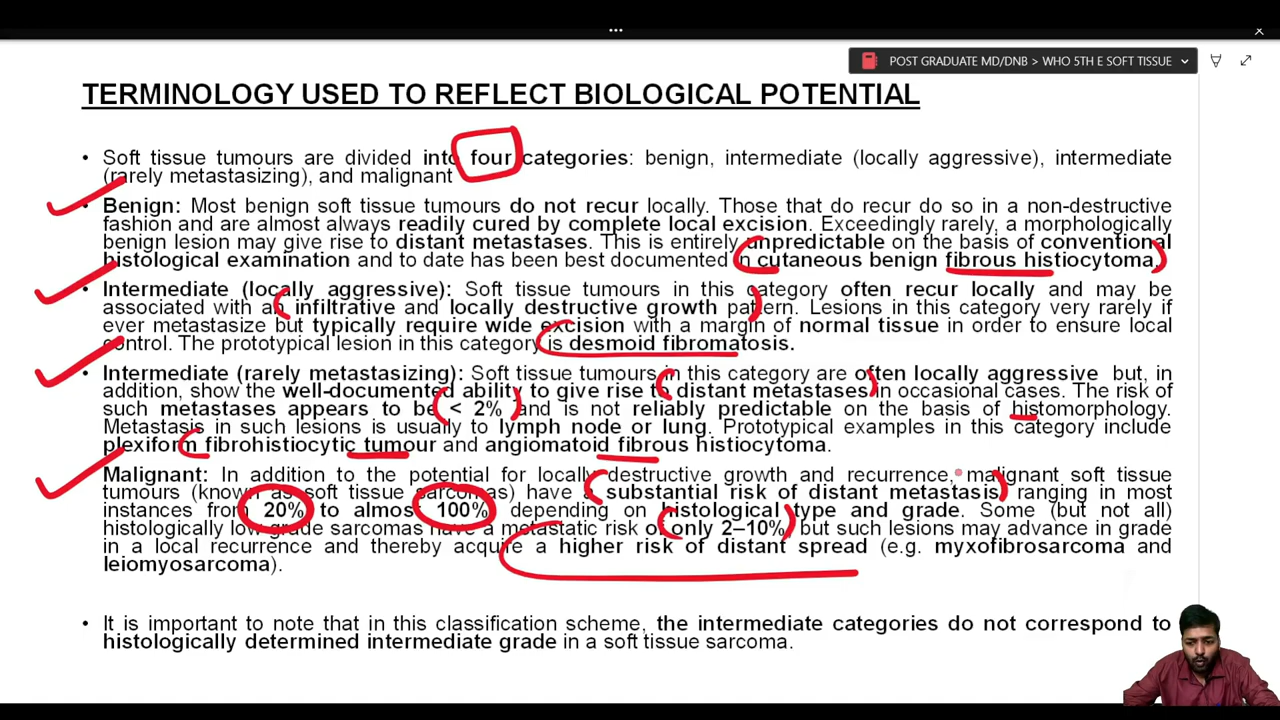 POST GRADUATE MD/DNB > WHO 5TH E SOFT TISSUE
TERMINOLOGY USED TO REFLECT BIOLOGICAL POTENTIAL
• Soft tissue tumours are divided into four categories: benign, intermediate (locally aggressive), intermediate
(rarely metastasizing), and malignant
• Benign: Most benign soft tissue tumours do not recur locally. Those that do recur do so in a non-destructive
fashion and are almost always readily cured by complete local excision. Exceedingly rarely, a morphologically
benign lesion may give rise to distant metastases. This is entirely unpredictable on the basis of conventional
histological examination and to date has been best documented in cutaneous benign fibrous histiocytoma.
• Intermediate (locally aggressive): Soft tissue tumours in this category often recur locally and may be
associated with an infiltrative and locally destructive growth pattern. Lesions in this category very rarely if
ever metastasize but typically require wide excision with a margin of normal tissue in order to ensure local
control. The prototypical lesion in this category is desmoid fibromatosis.
• Intermediate (rarely metastasizing): Soft tissue tumours in this category are often locally aggressive but, in
addition, show the well-documented ability to give rise to distant metastases in occasional cases. The risk of
such metastases appears to be < 2% and is not reliably predictable on the basis of histomorphology.
Metastasis in such lesions is usually to lymph node or lung. Prototypical examples in this category include
plexiform fibrohistiocytic tumour and angiomatoid fibrous histiocytoma.
Malignant: In addition to the potential for locally destructive growth and recurrence, malignant soft tissue
tumours (known as soft tissue sarcomas) have a substantial risk of distant metastasis, ranging in most
instances from 20% to almost 100% depending on histological type and grade. Some (but not all)
histologically low-grade sarcomas have a metastatic risk of only 2–10%, but such lesions may advance in grade
in a local recurrence and thereby acquire a higher risk of distant spread (e.g. myxofibrosarcoma and
leiomyosarcoma).
• It is important to note that in this classification scheme, the intermediate categories do not correspond to
histologically determined intermediate grade in a soft tissue sarcoma.